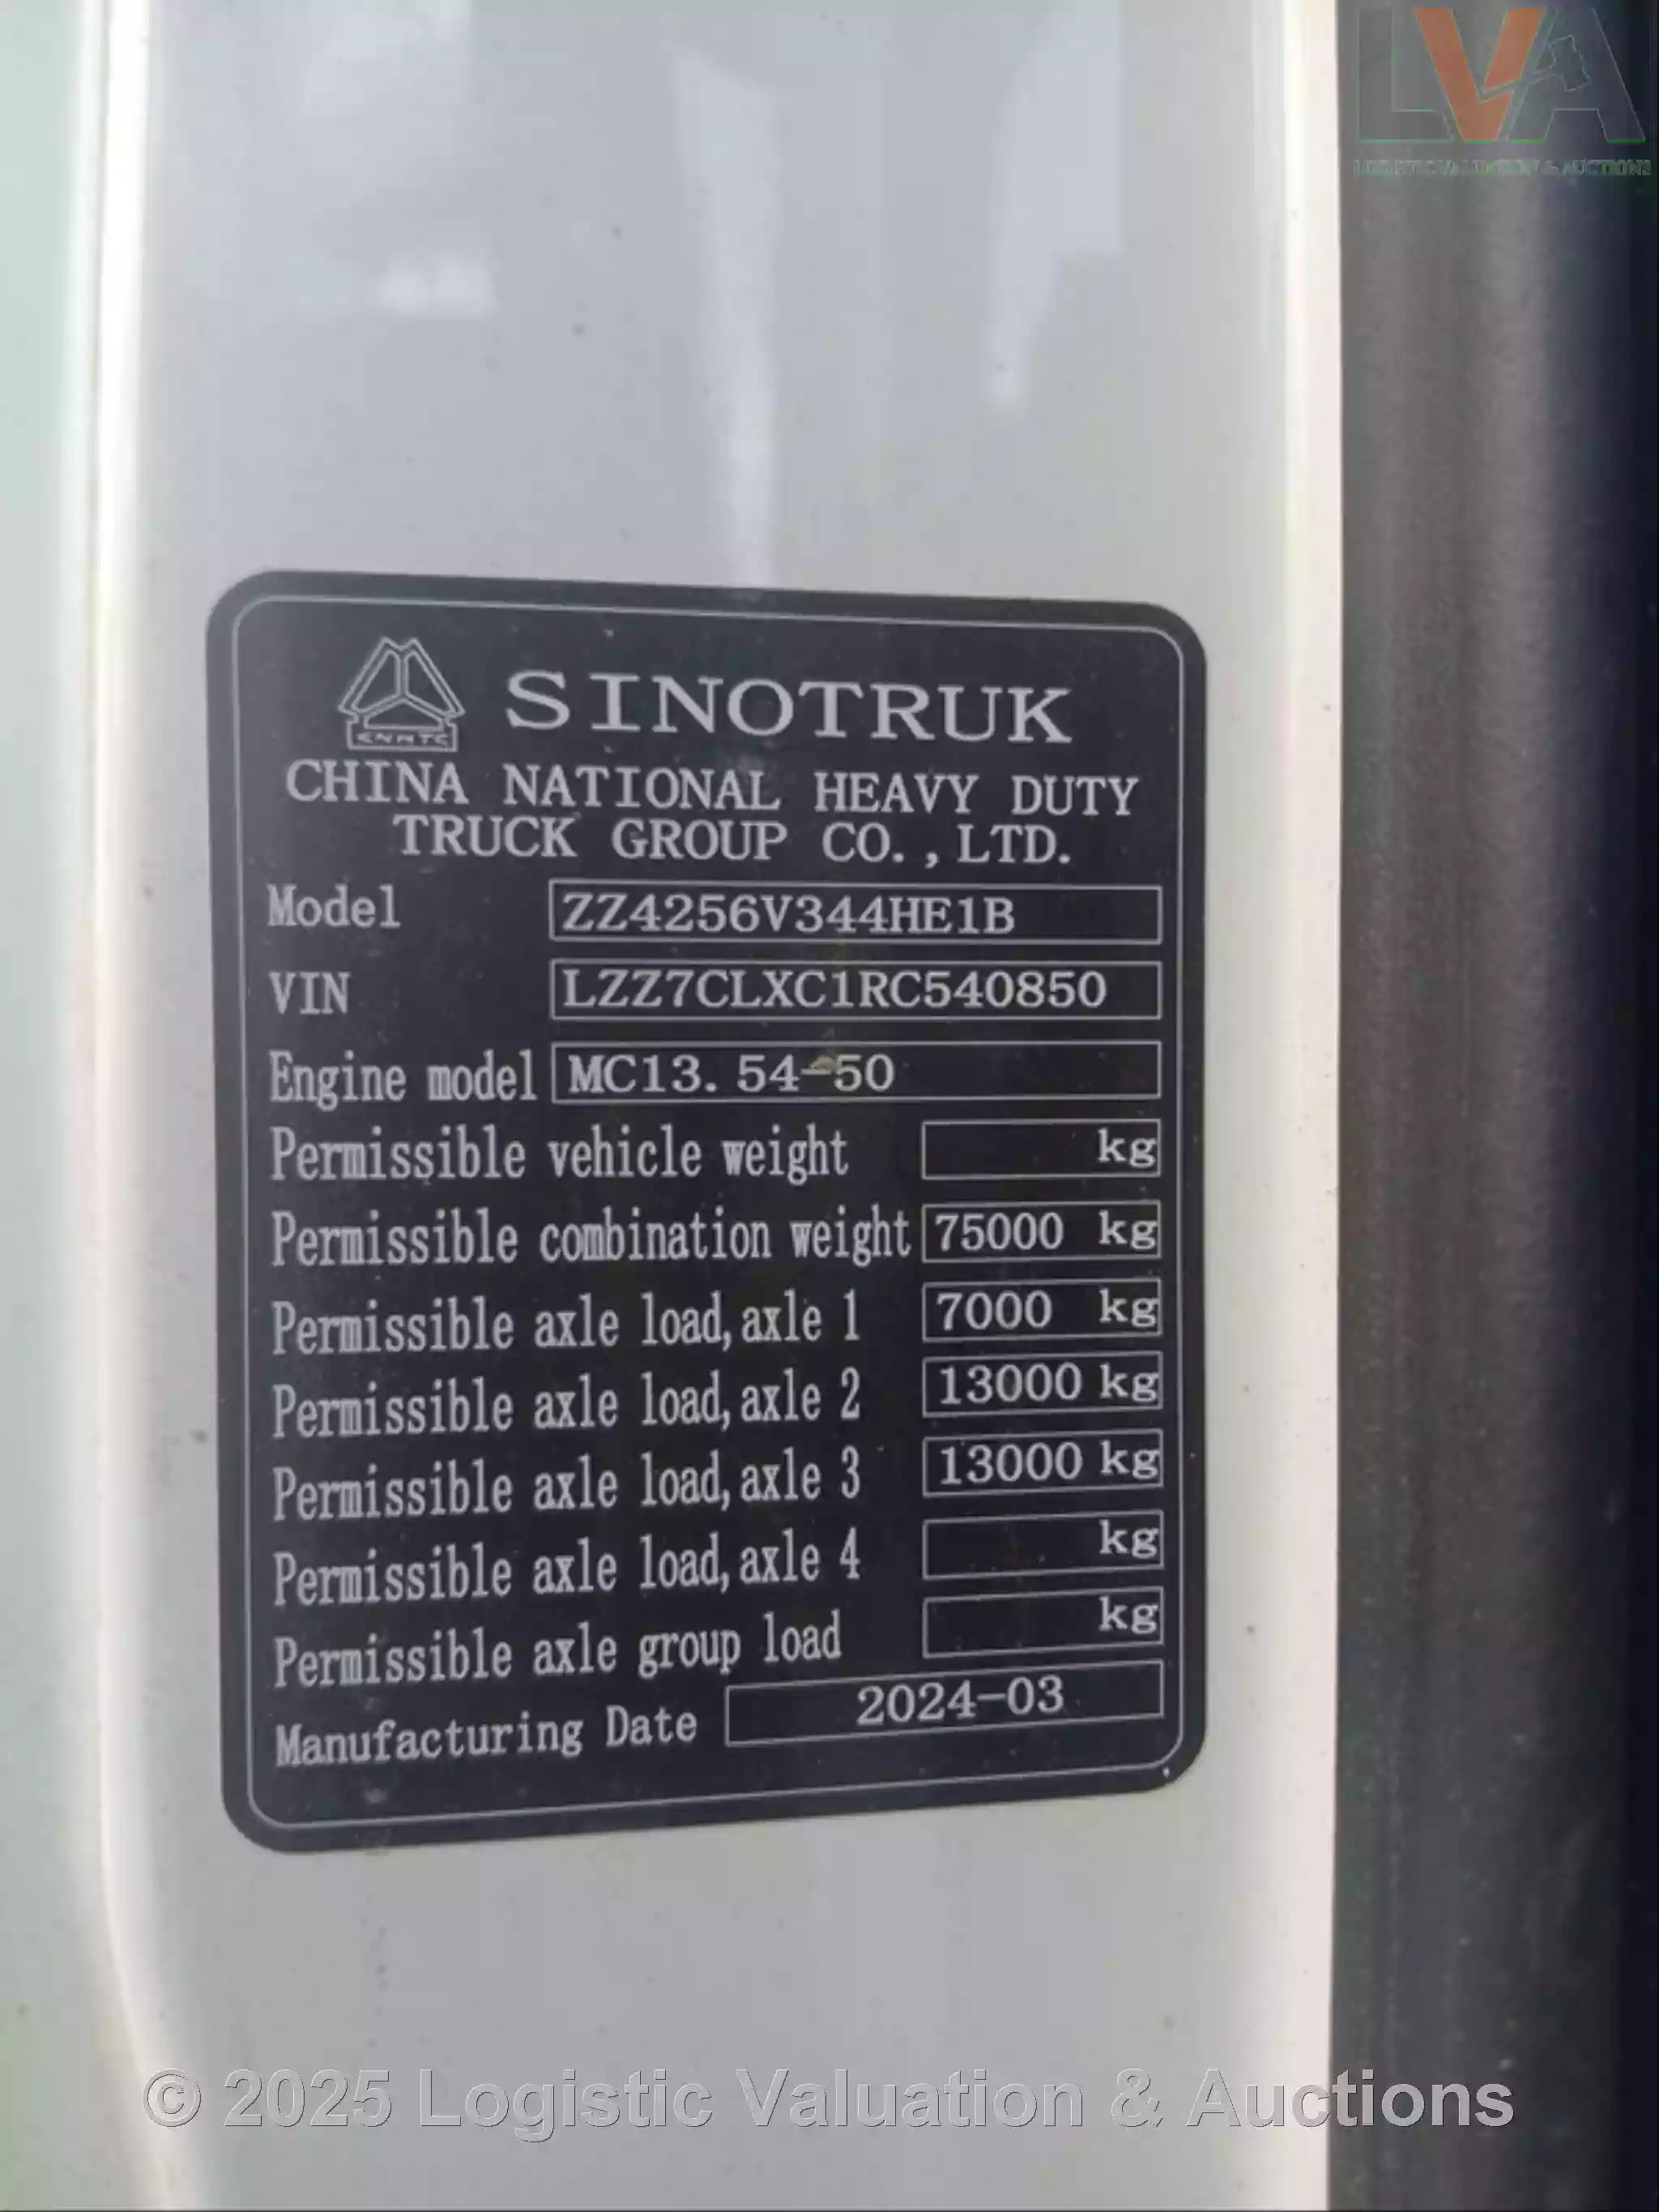 LVA
LOGISTIC VALUATION & AUCTIONS
CNHTC
SINOTRUK
CHINA NATIONAL HEAVY DUTY
TRUCK GROUP CO.,LTD.
Model ZZ4256V344HE1B
VIN LZZ7CLXC1RC540850
Engine model MC13.54-50
Permissible vehicle weight kg
Permissible combination weight 75000 kg
Permissible axle load,axle 1 7000 kg
Permissible axle load,axle 2 13000 kg
Permissible axle load,axle 3 13000 kg
Permissible axle load,axle 4 kg
Permissible axle group load kg
Manufacturing Date 2024-03
© 2025 Logistic Valuation & Auctions